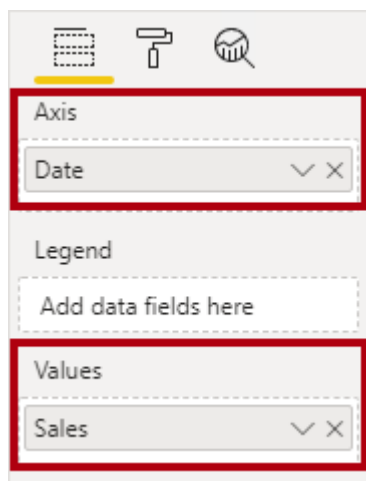 Axis
Date
Legend
Add data fields here
Values
Sales